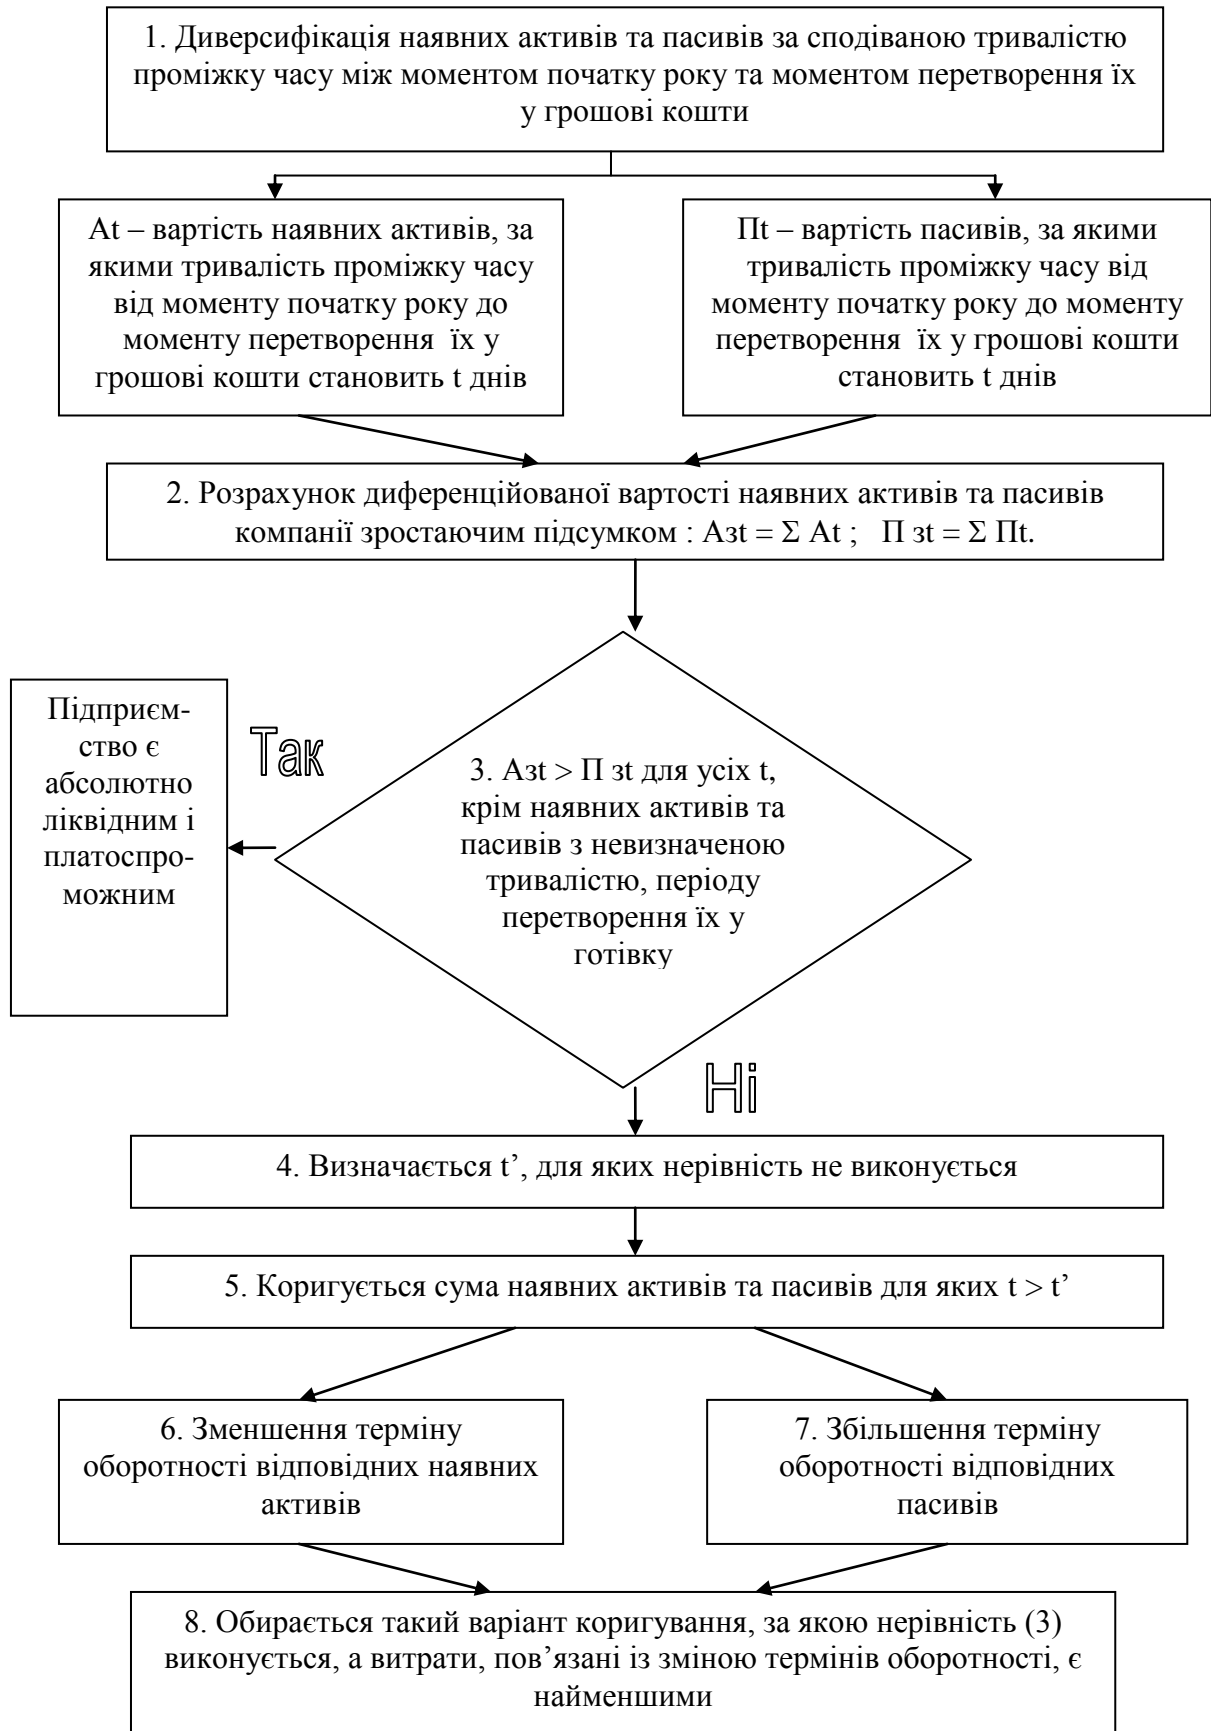 1. Диверсифікація наявних активів та пасивів за сподіваною тривалістю
проміжку часу між моментом початку року та моментом перетворення їх
у грошові кошти
At – вартість наявних активів, за
якими тривалість проміжку часу
від моменту початку року до
моменту перетворення їх у
грошові кошти становить t днів
Пt – вартість пасивів, за якими
тривалість проміжку часу від
моменту початку року до моменту
перетворення їх у грошові кошти
становить t днів
2. Розрахунок диференційованої вартості наявних активів та пасивів
компанії зростаючим підсумком : Азt = Σ At ; П зt = Σ Пt.
Підприєм-
ство є
абсолютно
ліквідним і
платоспро-
можним
Так
3. Азt > П зt для усіх t,
крім наявних активів та
пасивів з невизначеною
тривалістю, періоду
перетворення їх у
готівку
Ні
4. Визначається t’, для яких нерівність не виконується
5. Коригується сума наявних активів та пасивів для яких t > t’
6. Зменшення терміну
оборотності відповідних наявних
активів
7. Збільшення терміну
оборотності відповідних
пасивів
8. Обирається такий варіант коригування, за якою нерівність (3)
виконується, а витрати, пов’язані із зміною термінів оборотності, є
найменшими